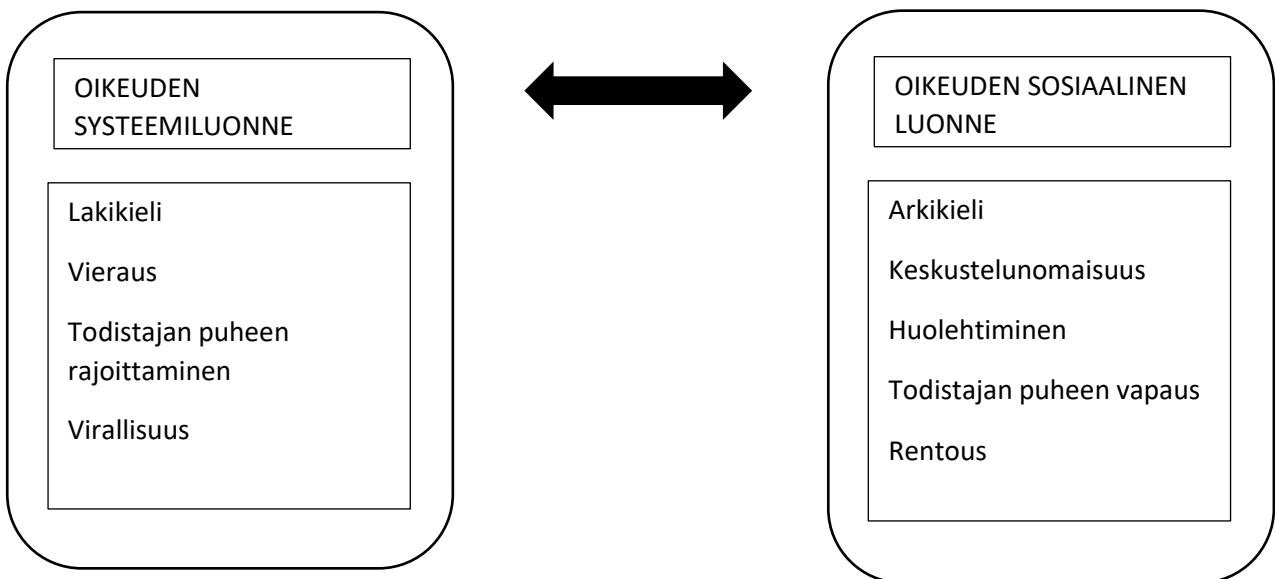 OIKEUDEN
SYSTEEMILUONNE
Lakikieli
Vieraus
Todistajan puheen
rajoittaminen
Virallisuus
OIKEUDEN SOSIAALINEN
LUONNE
Arkikieli
Keskustelunomaisuus
Huolehtiminen
Todistajan puheen vapaus
Rentous